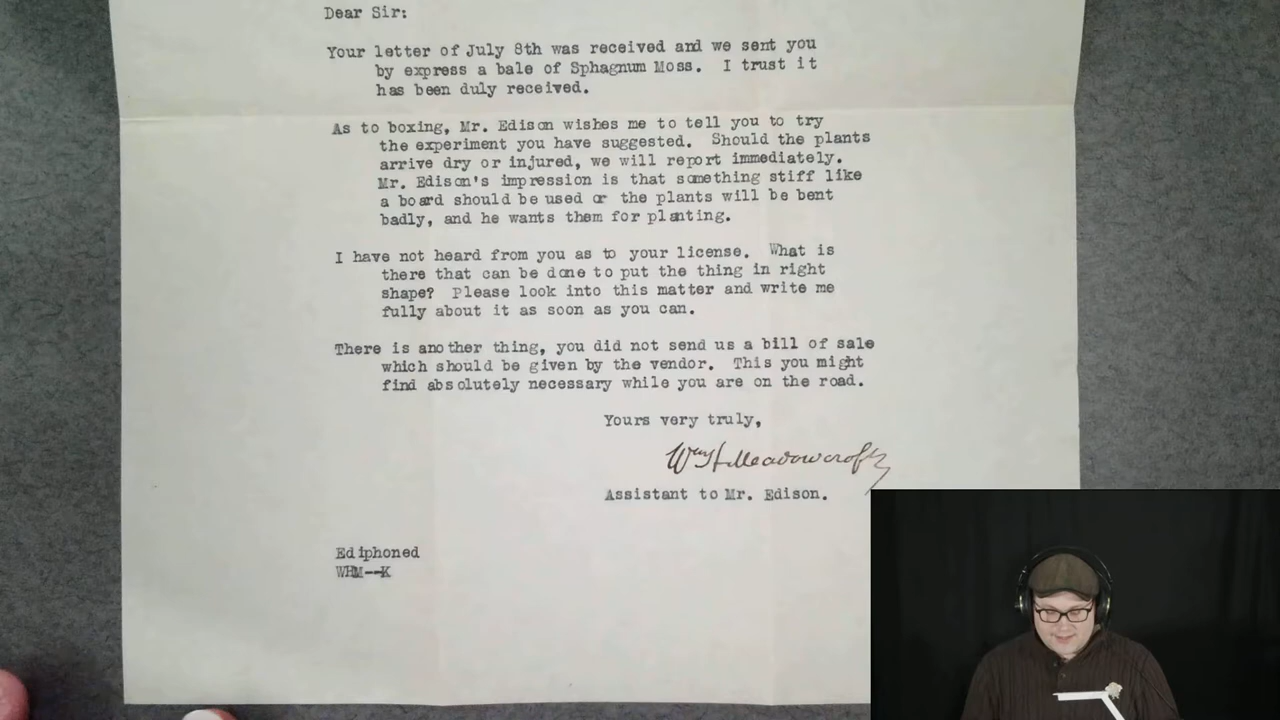 Dear Sir:
Your letter of July 8th was received and we sent you
by express a bale of Sphagnum Moss. I trust it
has been duly received.
As to boxing, Mr. Edison wishes me to tell you to try
the experiment you have suggested. Should the plants
arrive dry or injured, we will report immediately.
Mr. Edison's impression is that something stiff like
a board should be used or the plants will be bent
badly, and he wants them for planting.
I have not heard from you as to your license. What is
there that can be done to put the thing in right
shape? Please look into this matter and write me
fully about it as soon as you can.
There is another thing, you did not send us a bill of sale
which should be given by the vendor. This you might
find absolutely necessary while you are on the road.
Yours very truly,
Wm H Meadowcroft
Assistant to Mr. Edison.
Ediphoned
WHM--K